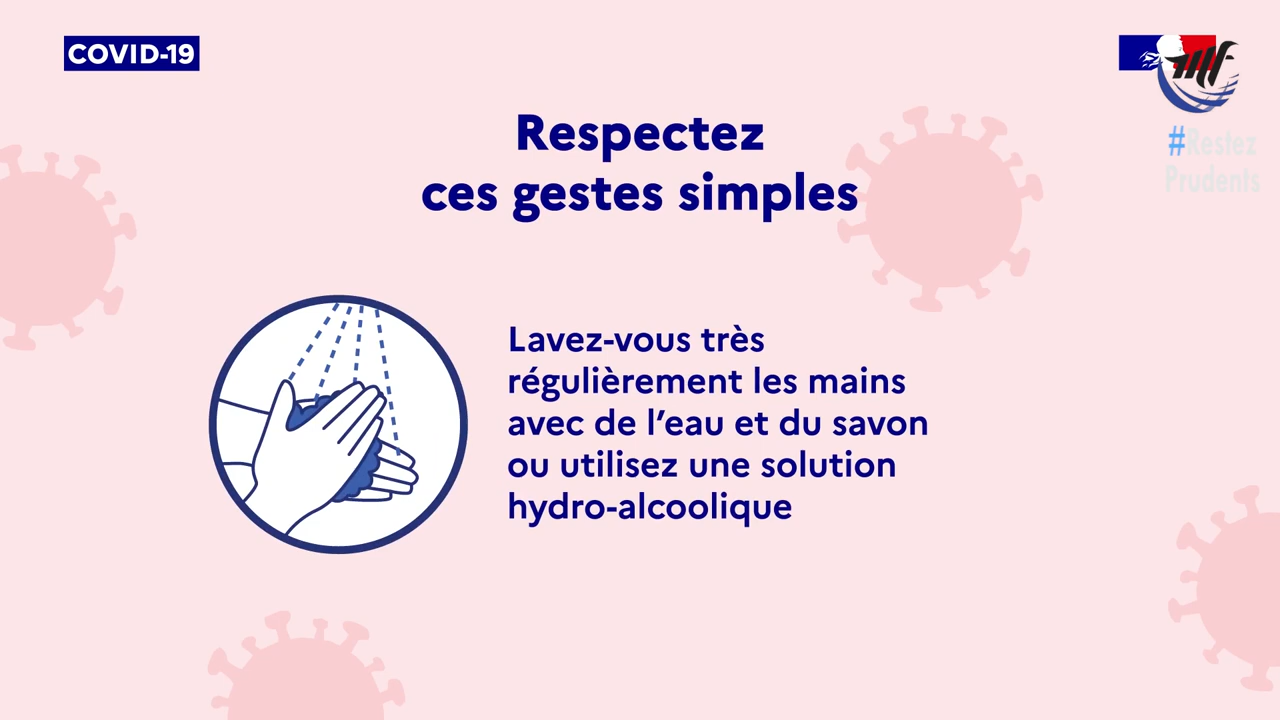 COVID-19
#Restez
Prudents
Respectez
ces gestes simples
Lavez-vous très
régulièrement les mains
avec de l’eau et du savon
ou utilisez une solution
hydro-alcoolique